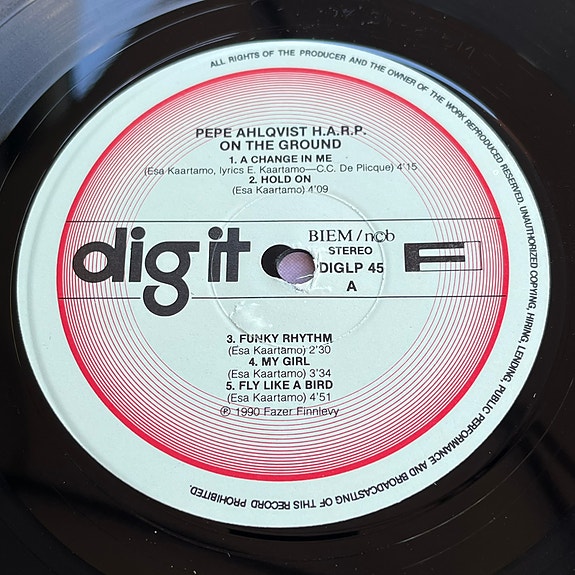 ALL RIGHTS OF THE PRODUCER AND THE OWNER OF THE WORK REPRODUCED RESERVED. UNAUTHORIZED COPYING, HIRING, LENDING, PUBLIC PERFORMANCE AND BROADCASTING OF THIS RECORD PROHIBITED.
PEPE AHLQVIST H.A.R.P.
ON THE GROUND
1. A CHANGE IN ME
(Esa Kaartamo, lyrics E. Kaartamo—C.C. De Plicque) 4'15
2. HOLD ON
(Esa Kaartamo) 4'09
dig it
BIEM/ncb
STEREO
DIGLP 45
A
F
3. FUNKY RHYTHM
(Esa Kaartamo) 2'30
4. MY GIRL
(Esa Kaartamo) 3'34
5. FLY LIKE A BIRD
(Esa Kaartamo) 4'51
℗ 1990 Fazer Finnlevy